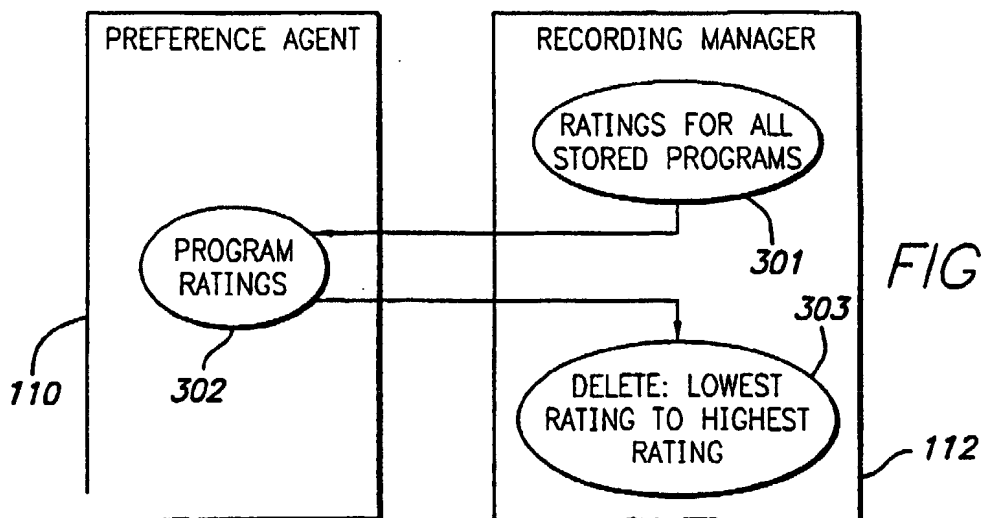 PREFERENCE AGENT
RECORDING MANAGER
RATINGS FOR ALL
STORED PROGRAMS
301
PROGRAM
RATINGS
302
FIG
303
DELETE: LOWEST
RATING TO HIGHEST
RATING
110
112